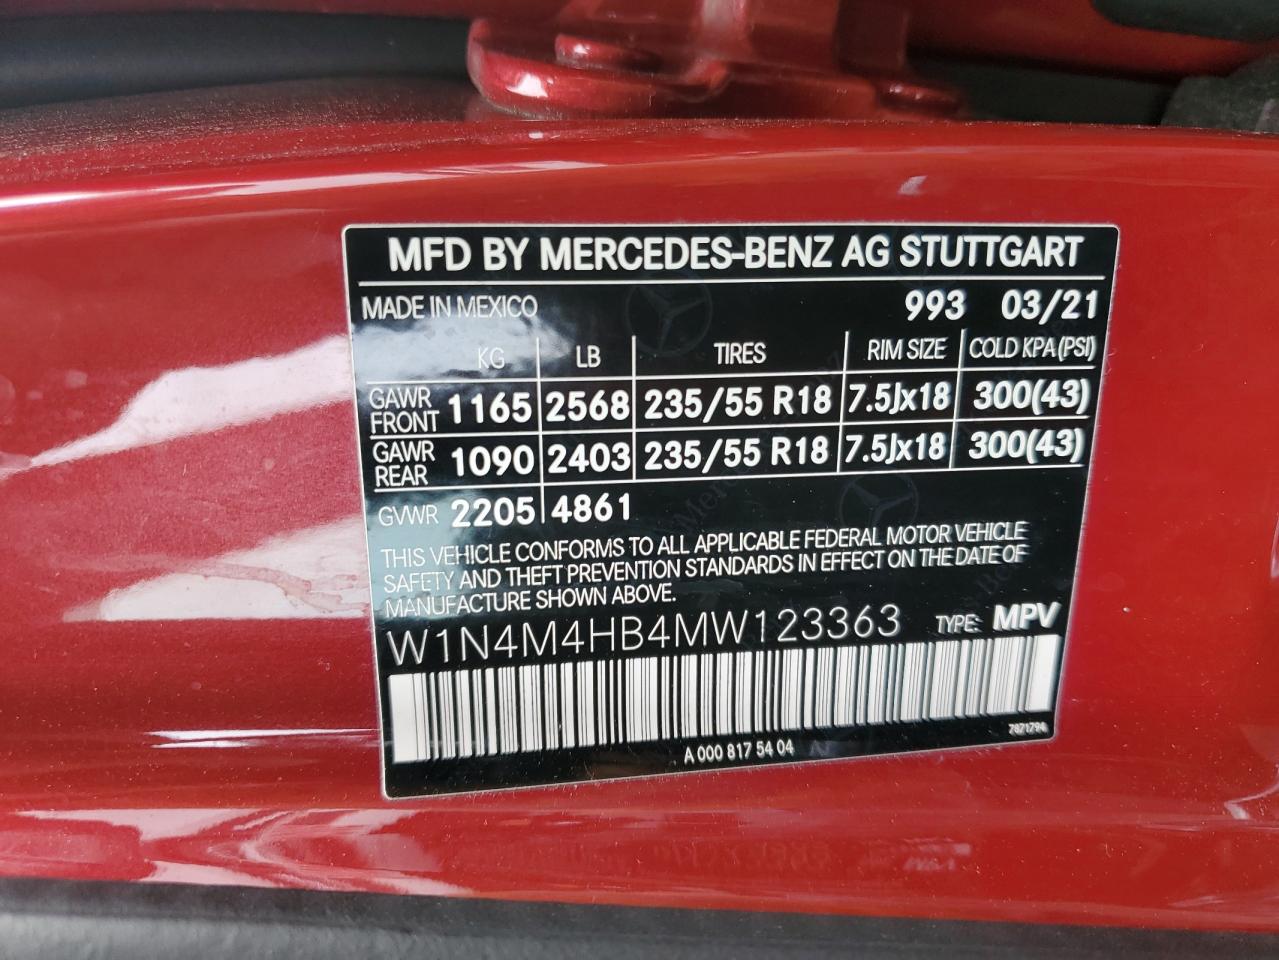 MFD BY MERCEDES-BENZ AG STUTTGART
MADE IN MEXICO 993 03/21
KG LB TIRES RIM SIZE COLD KPA(PSI)
GAWR FRONT 1165 2568 235/55 R18 7.5Jx18 300(43)
GAWR REAR 1090 2403 235/55 R18 7.5Jx18 300(43)
GVWR 2205 4861
THIS VEHICLE CONFORMS TO ALL APPLICABLE FEDERAL MOTOR VEHICLE
SAFETY AND THEFT PREVENTION STANDARDS IN EFFECT ON THE DATE OF
MANUFACTURE SHOWN ABOVE.
W1N4M4HB4MW123363 TYPE: MPV
7871794
A 000 817 54 04